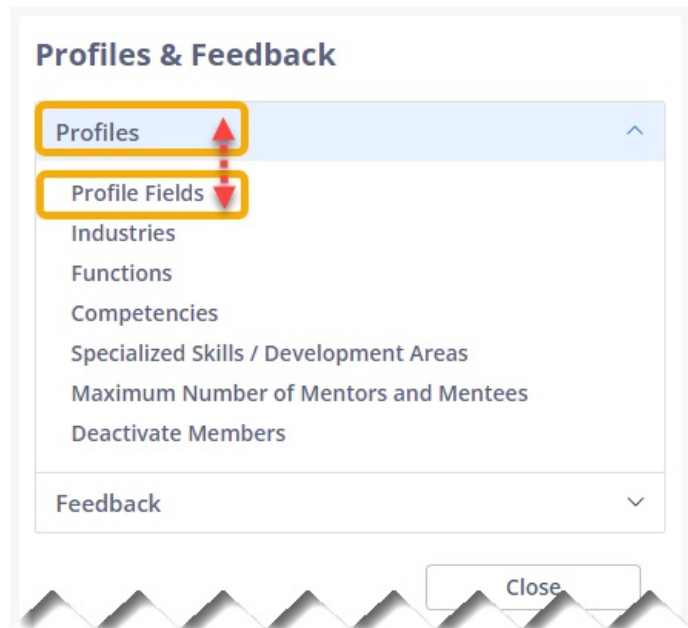 Profiles & Feedback
Profiles
Profile Fields
Industries
Functions
Competencies
Specialized Skills / Development Areas
Maximum Number of Mentors and Mentees
Deactivate Members
Feedback
Close